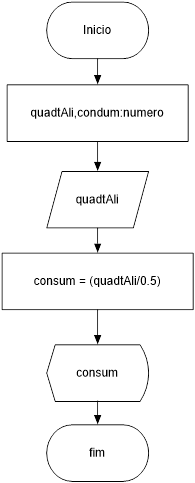 Inicio
quadtAli,condum:numero
quadtAli
consum = (quadtAli/0.5)
consum
fim